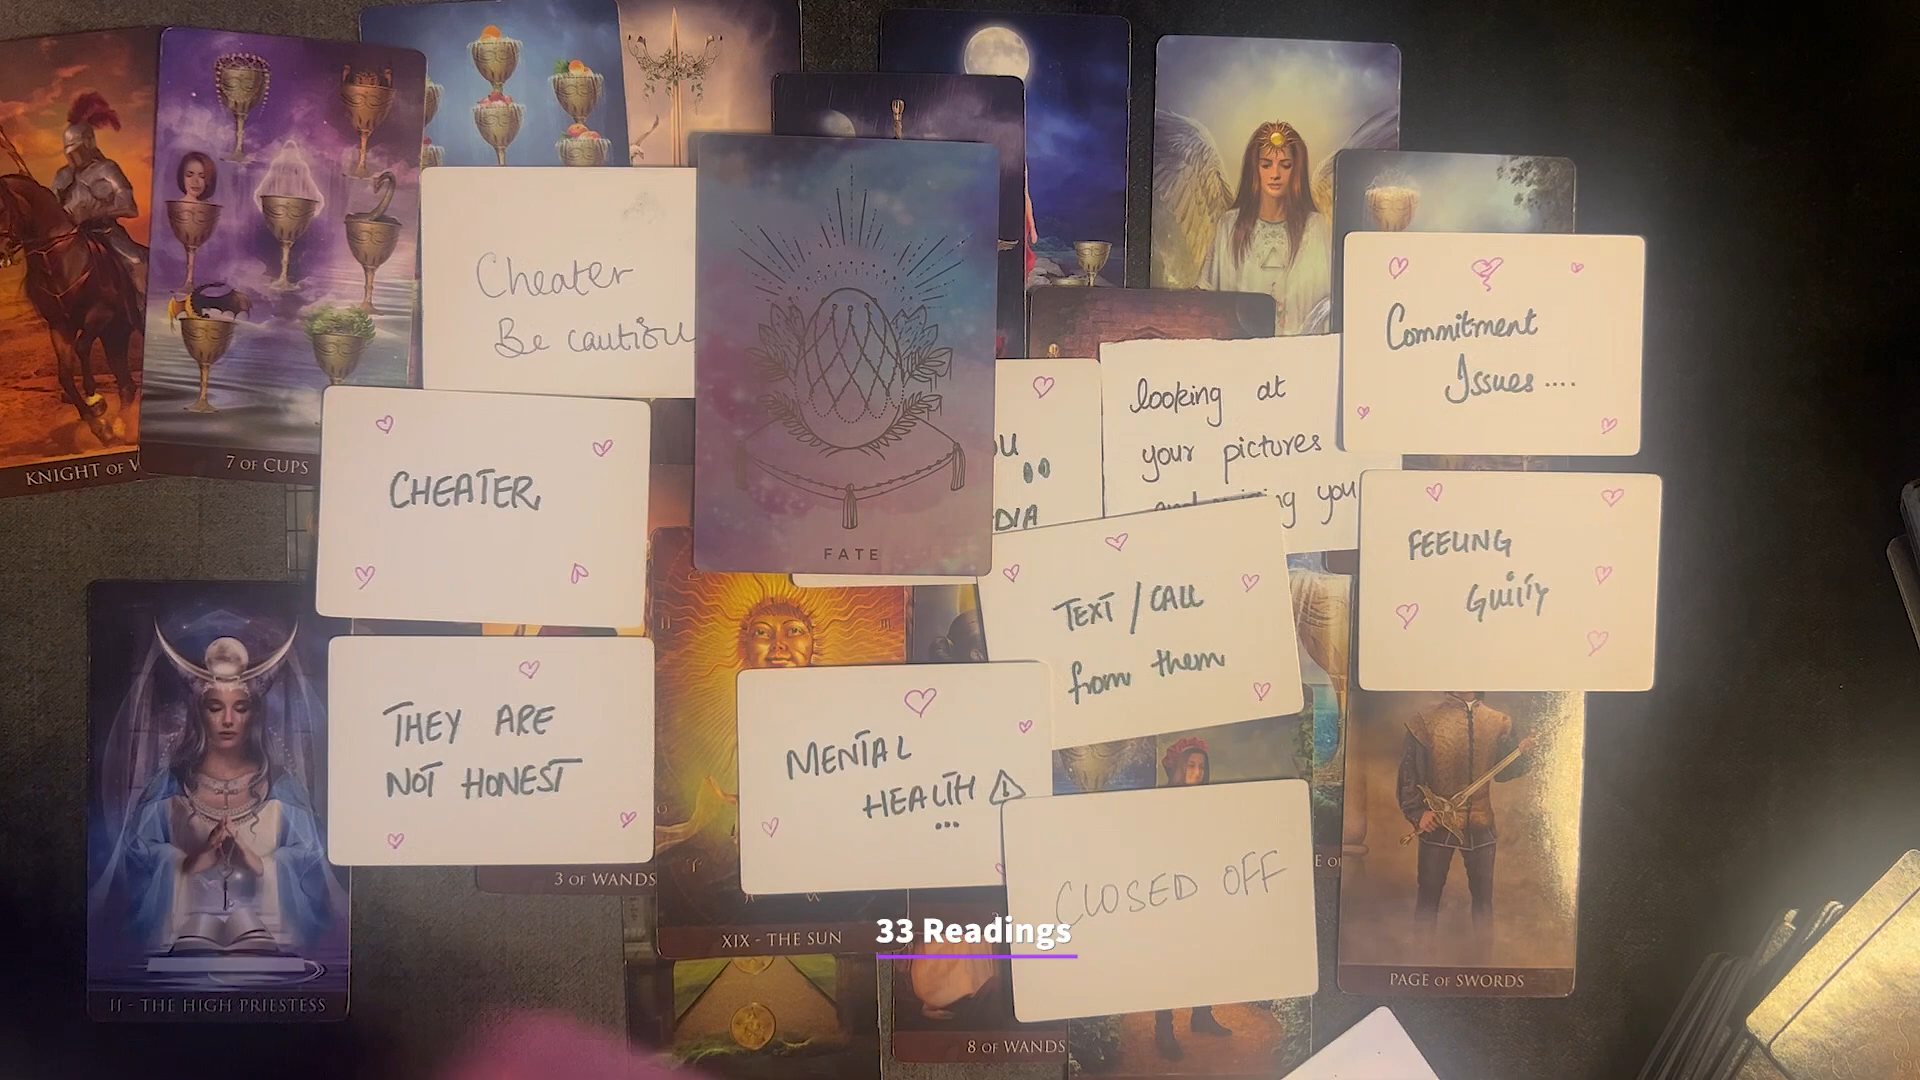 KNIGHT OF
7 OF CUPS
Cheater
Be caution
CHEATER
THEY ARE
NOT HONEST
FATE
looking at
your pictures
you
Commitment
Issues ....
FEELING
GUILTY
TEXT / CALL
from them
MENTAL
HEALTH
...
CLOSED OFF
II - THE HIGH PRIESTESS
3 OF WANDS
XIX - THE SUN
33 Readings
8 OF WANDS
PAGE OF SWORDS